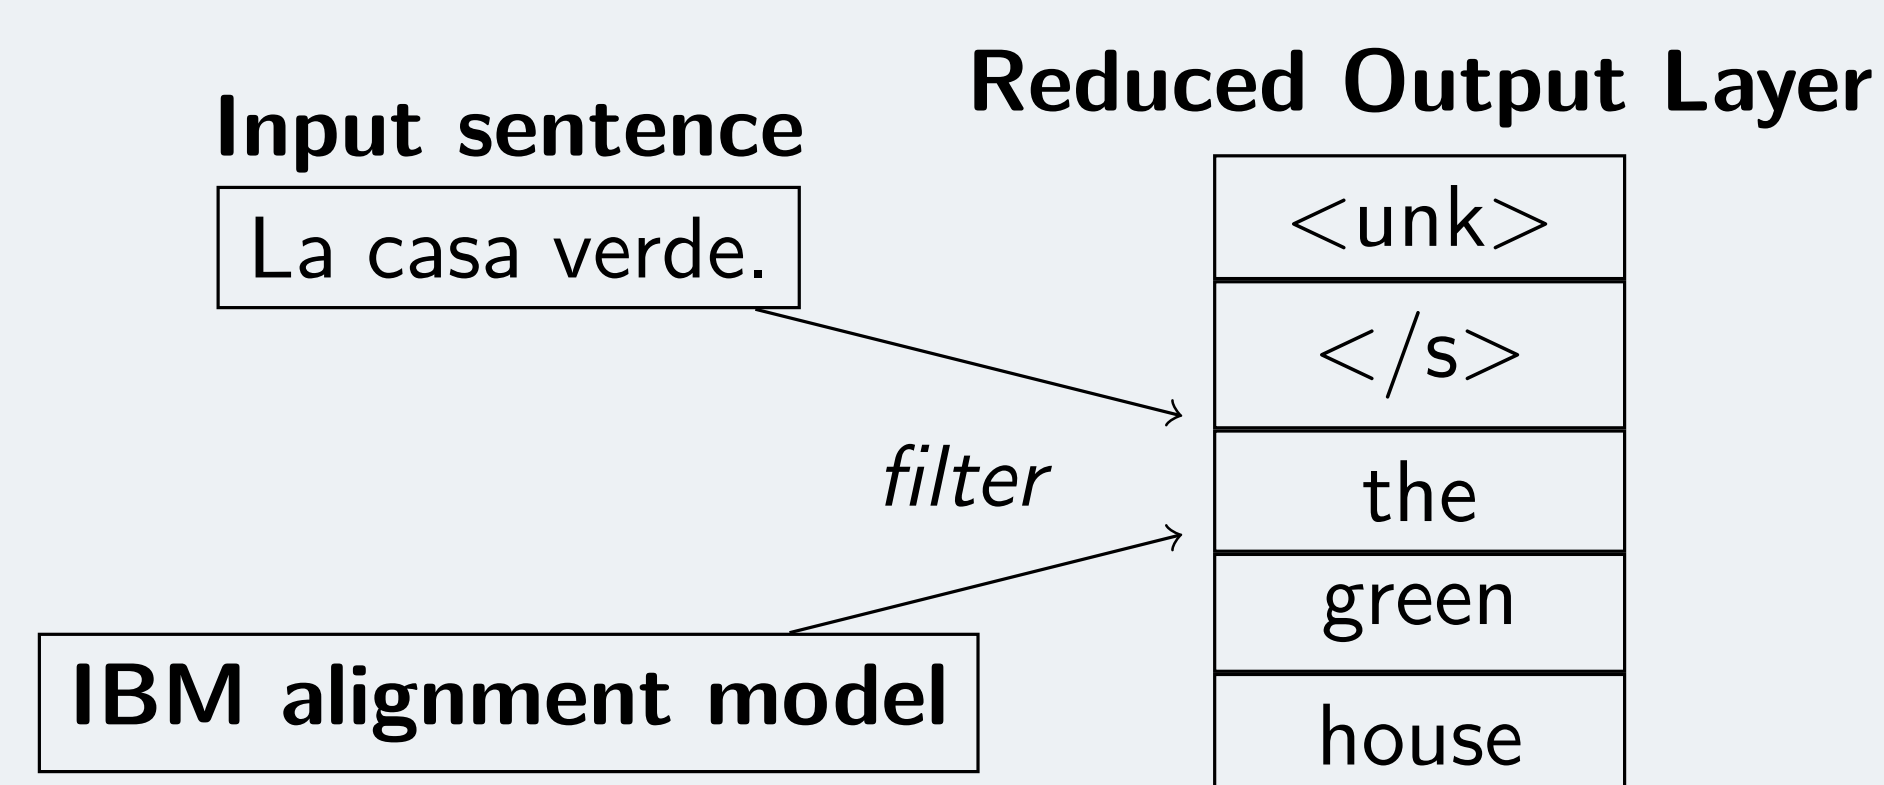 Input sentence
La casa verde.
filter
IBM alignment model
Reduced Output Layer
<unk>
</s>
the
green
house